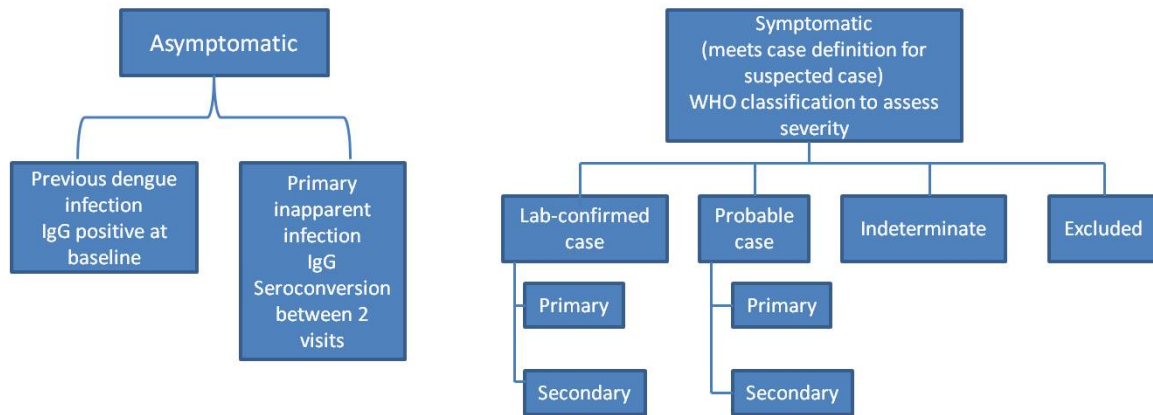 Asymptomatic
Previous dengue
infection
IgG positive at
baseline
Primary
inapparent
infection
IgG
Seroconversion
between 2
visits
Symptomatic
(meets case definition for
suspected case)
WHO classification to assess
severity
Lab-confirmed
case
Probable
case
Indeterminate
Excluded
Primary
Primary
Secondary
Secondary